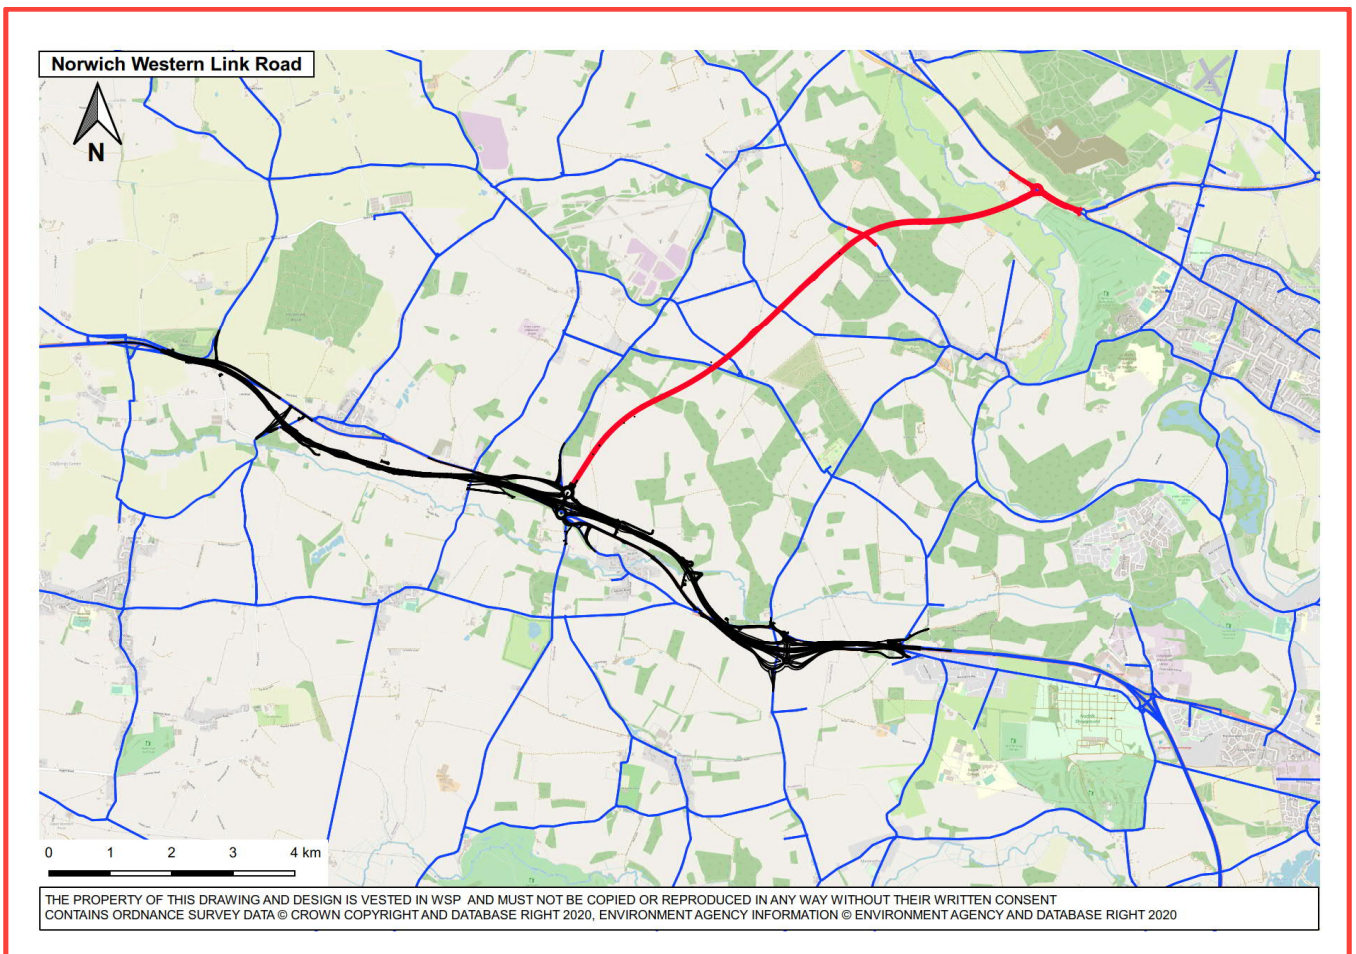 Norwich Western Link Road
N
0 1 2 3 4 km
THE PROPERTY OF THIS DRAWING AND DESIGN IS VESTED IN WSP AND MUST NOT BE COPIED OR REPRODUCED IN ANY WAY WITHOUT THEIR WRITTEN CONSENT
CONTAINS ORDNANCE SURVEY DATA © CROWN COPYRIGHT AND DATABASE RIGHT 2020, ENVIRONMENT AGENCY INFORMATION © ENVIRONMENT AGENCY AND DATABASE RIGHT 2020